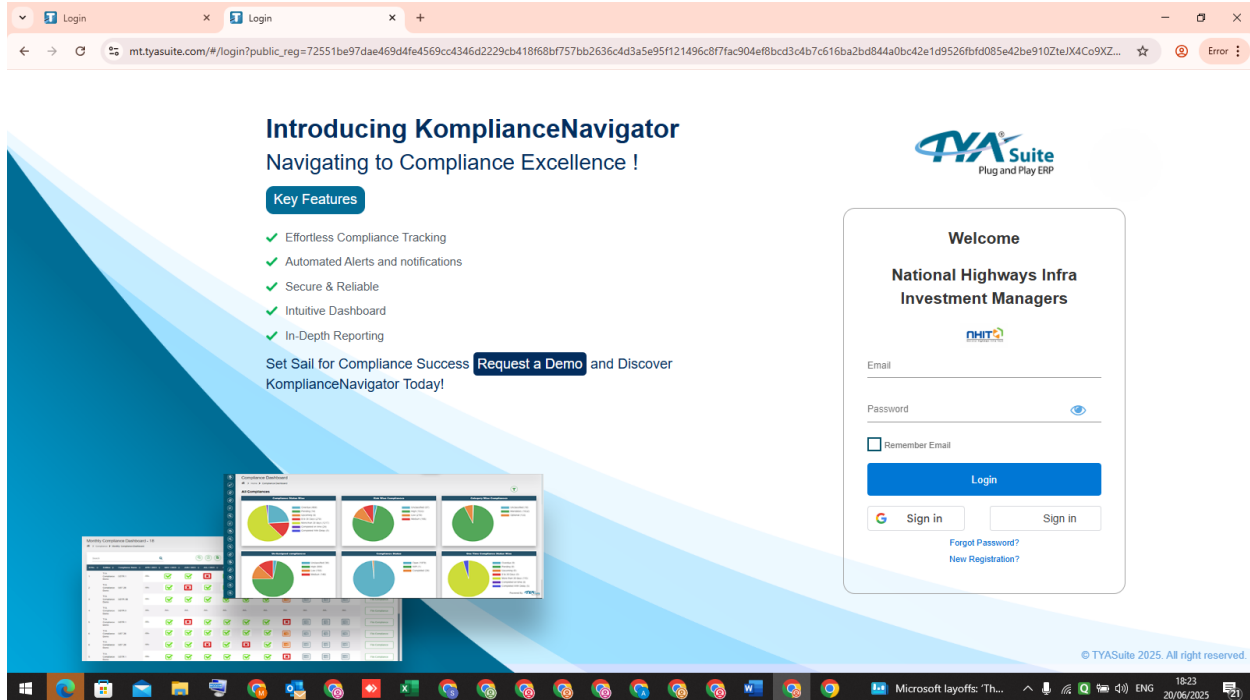 Login
Login
mt.tyasuite.com/#/login?public_reg=72551be97dae469d4fe4569cc4346d2229cb418f68bf757bb2636c4d3a5e95f121496c8f7fac904ef8bcd3c4b7c616ba2bd844a0bc42e1d9526fbfd085e42be910ZteJX4Co9XZ...
Error
Introducing KomplianceNavigator
Navigating to Compliance Excellence !
Key Features
Effortless Compliance Tracking
Automated Alerts and notifications
Secure & Reliable
Intuitive Dashboard
In-Depth Reporting
Set Sail for Compliance Success Request a Demo and Discover
KomplianceNavigator Today!
Compliance Dashboard
All Compliances
TYASuite
Plug and Play ERP
Welcome
National Highways Infra
Investment Managers
NHIT
Email
Password
Remember Email
Login
Sign in
Sign in
Forgot Password?
New Registration?
© TYASuite 2025. All right reserved.
Microsoft layoffs: 'Th...
ENG
18:23
20/06/2025
21